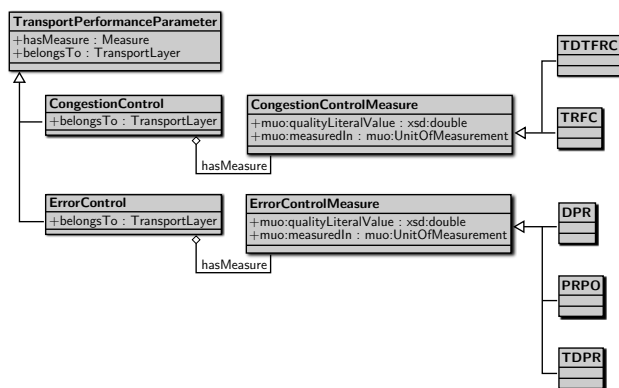 TransportPerformanceParameter
+hasMeasure : Measure
+belongsTo : TransportLayer
TDTFRC
CongestionControl
+belongsTo : TransportLayer
CongestionControlMeasure
+muo:qualityLiteralValue : xsd:double
+muo:measuredIn : muo:UnitOfMeasurement
TRFC
hasMeasure
ErrorControl
+belongsTo : TransportLayer
ErrorControlMeasure
+muo:qualityLiteralValue : xsd:double
+muo:measuredIn : muo:UnitOfMeasurement
DPR
hasMeasure
PRPO
TDPR